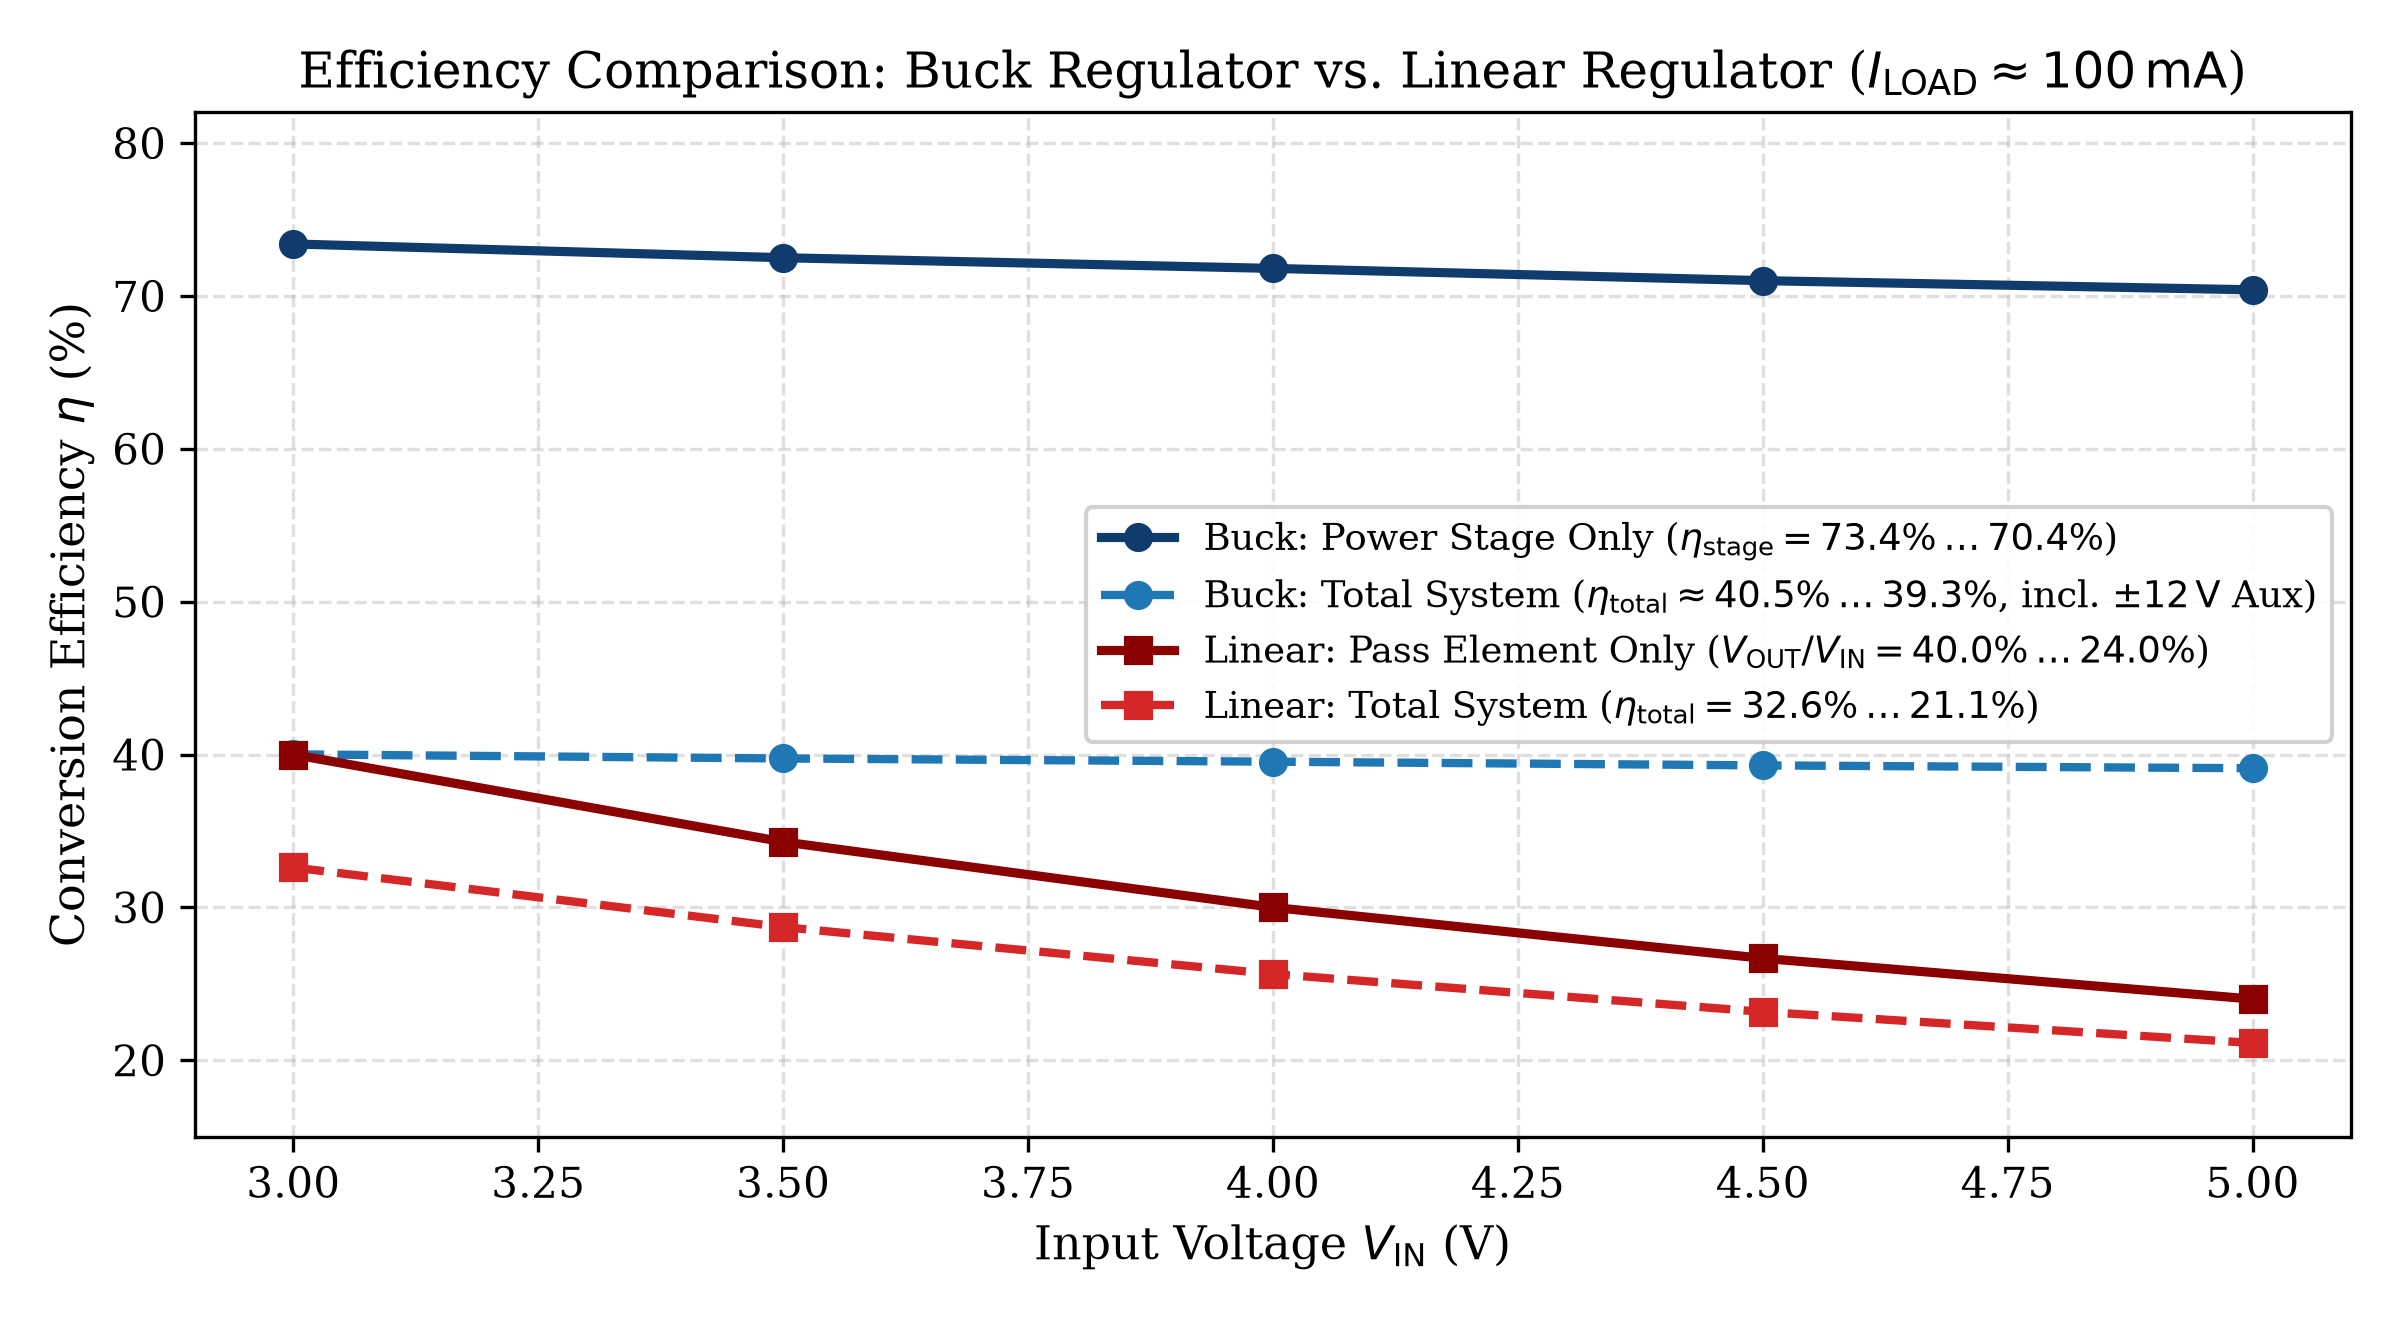 Efficiency Comparison: Buck Regulator vs. Linear Regulator (I_LOAD ≈ 100 mA)
Conversion Efficiency η (%)
80
70
60
50
40
30
20
Buck: Power Stage Only (η_stage = 73.4% … 70.4%)
Buck: Total System (η_total ≈ 40.5% … 39.3%, incl. ±12 V Aux)
Linear: Pass Element Only (V_OUT/V_IN = 40.0% … 24.0%)
Linear: Total System (η_total = 32.6% … 21.1%)
3.00 3.25 3.50 3.75 4.00 4.25 4.50 4.75 5.00
Input Voltage V_IN (V)